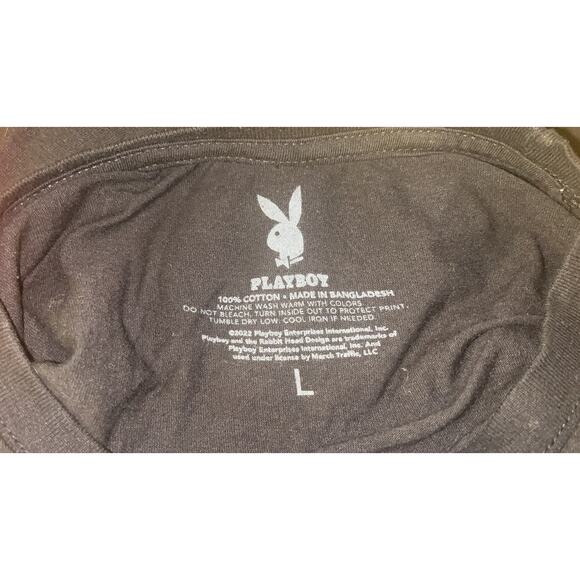 PLAYBOY
100% COTTON • MADE IN BANGLADESH
MACHINE WASH WARM WITH COLORS.
DO NOT BLEACH. TURN INSIDE OUT TO PROTECT PRINT.
TUMBLE DRY LOW. COOL IRON IF NEEDED.
©2022 Playboy Enterprises International, Inc.
Playboy and the Rabbit Head Design are trademarks of
Playboy Enterprises International, Inc. And
used under license by March Traffic, LLC
L